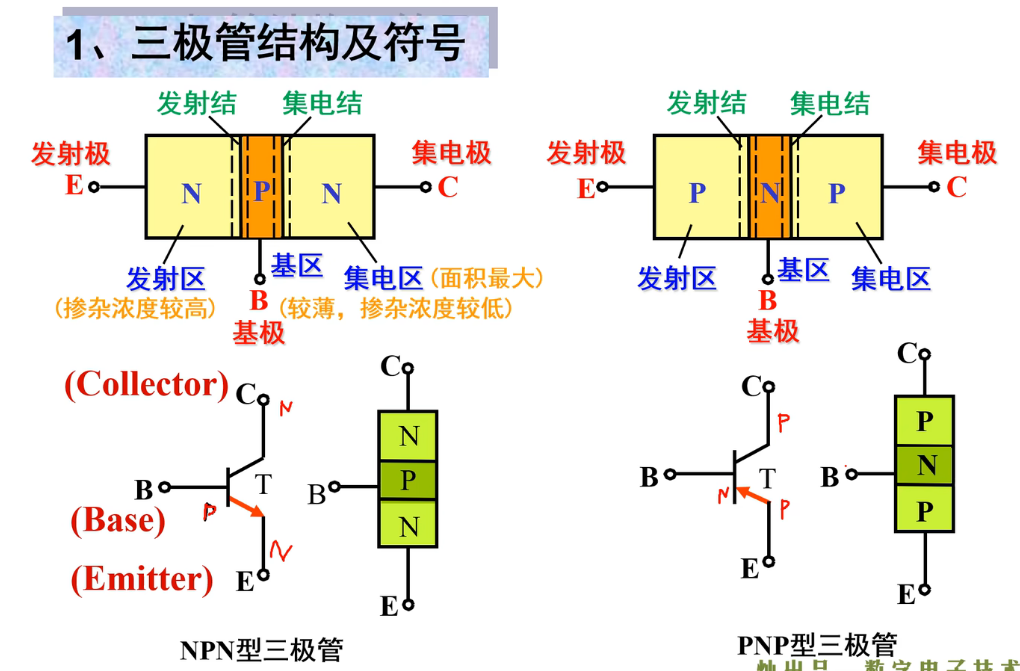 1、三极管结构及符号
发射结 集电结 发射结 集电结
发射极 集电极 发射极 集电极
E N P N C E P N P C
发射区 基区 集电区 (面积最大) 发射区 基区 集电区
(掺杂浓度较高) B (较薄，掺杂浓度较低) B
基极 基极
(Collector) C N C C P C
N P
B T P B T N
P B N B
(Base) P N P
N N P
(Emitter) E E E E
NPN型三极管 PNP型三极管
出品 数字电子技术